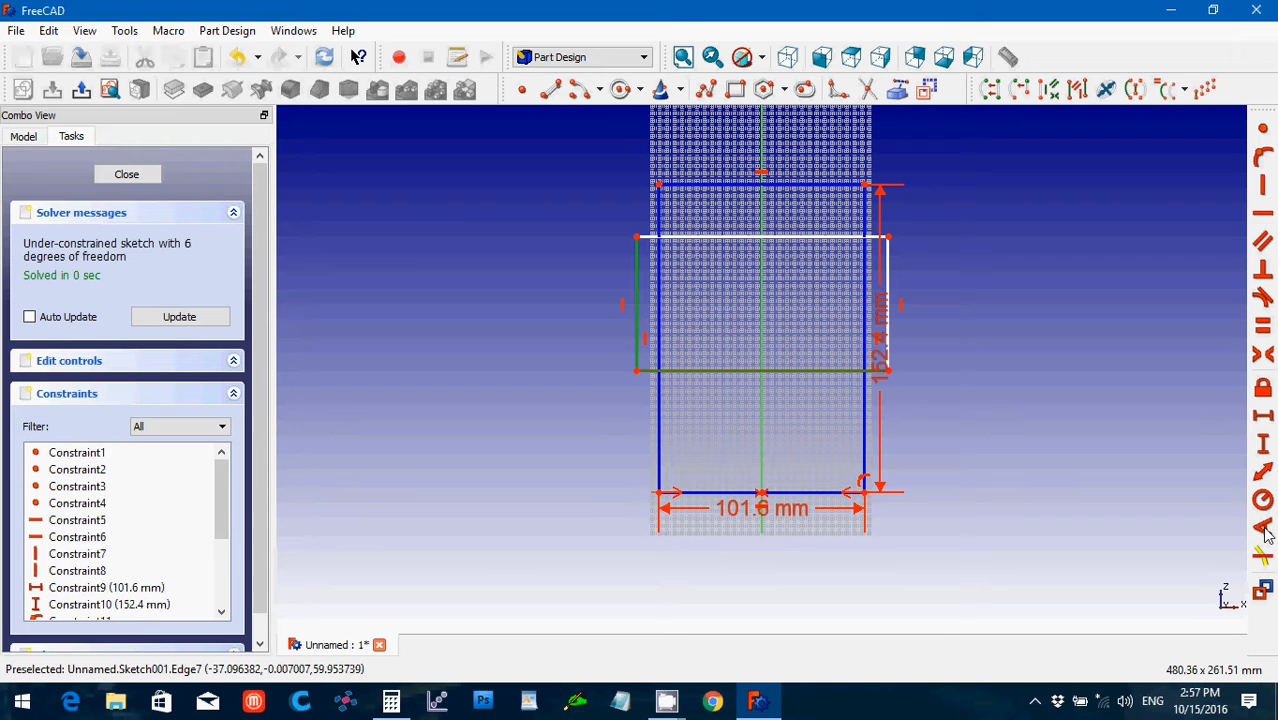 FreeCAD
File Edit View Tools Macro Part Design Windows Help
Part Design
Combo View
Model Tasks
Close
Solver messages
Under-constrained sketch with 6
degrees of freedom
Solved in 0 sec
Auto Update Update
Edit controls
Constraints
Filter: All
Constraint1
Constraint2
Constraint3
Constraint4
Constraint5
Constraint6
Constraint7
Constraint8
Constraint9 (101.6 mm)
Constraint10 (152.4 mm)
152.4 mm
101.6 mm
Z
Y X
Unnamed : 1*
Preselected: Unnamed.Sketch001.Edge7 (-37.096382, -0.007007,59.953739)
480.36 x 261.51 mm
ENG
2:57 PM
10/15/2016